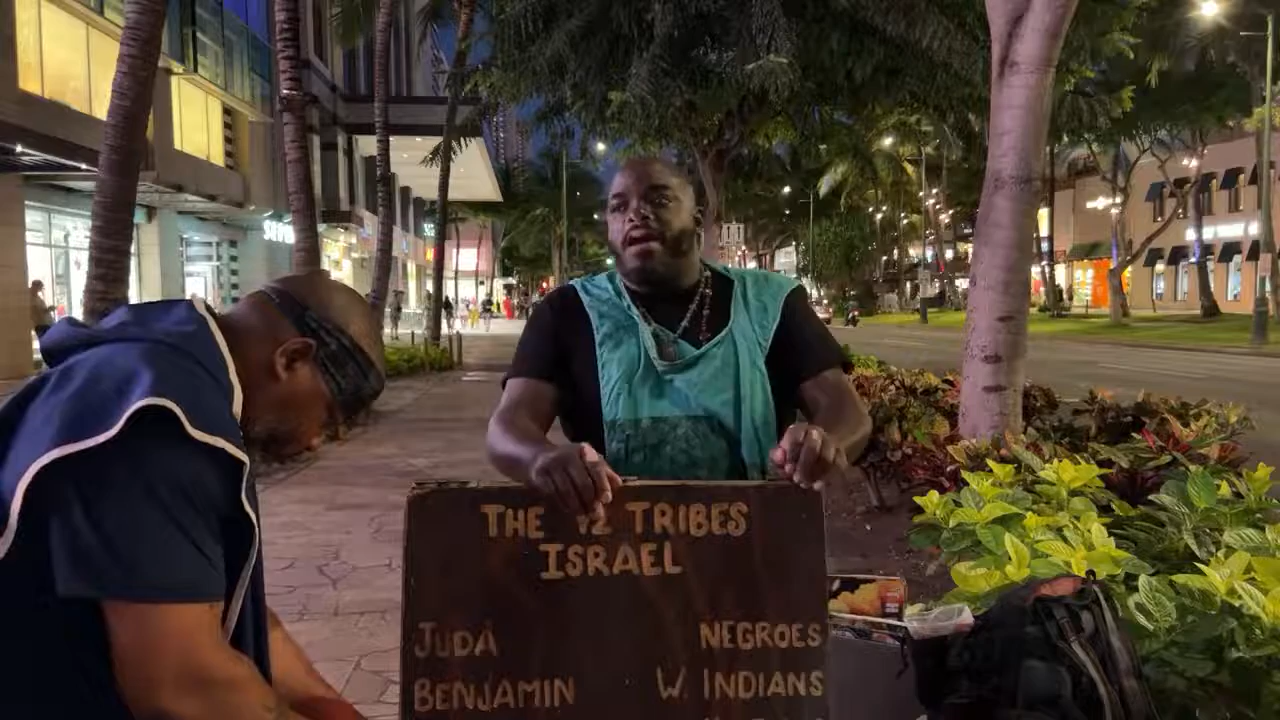 THE 12 TRIBES
ISRAEL
JUDA NEGROES
BENJAMIN W. INDIANS